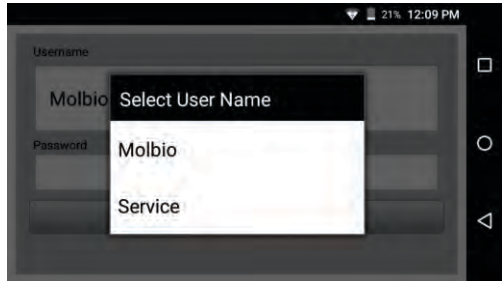 21% 12:09 PM
Username
Molbio
Select User Name
Molbio
Password
Service